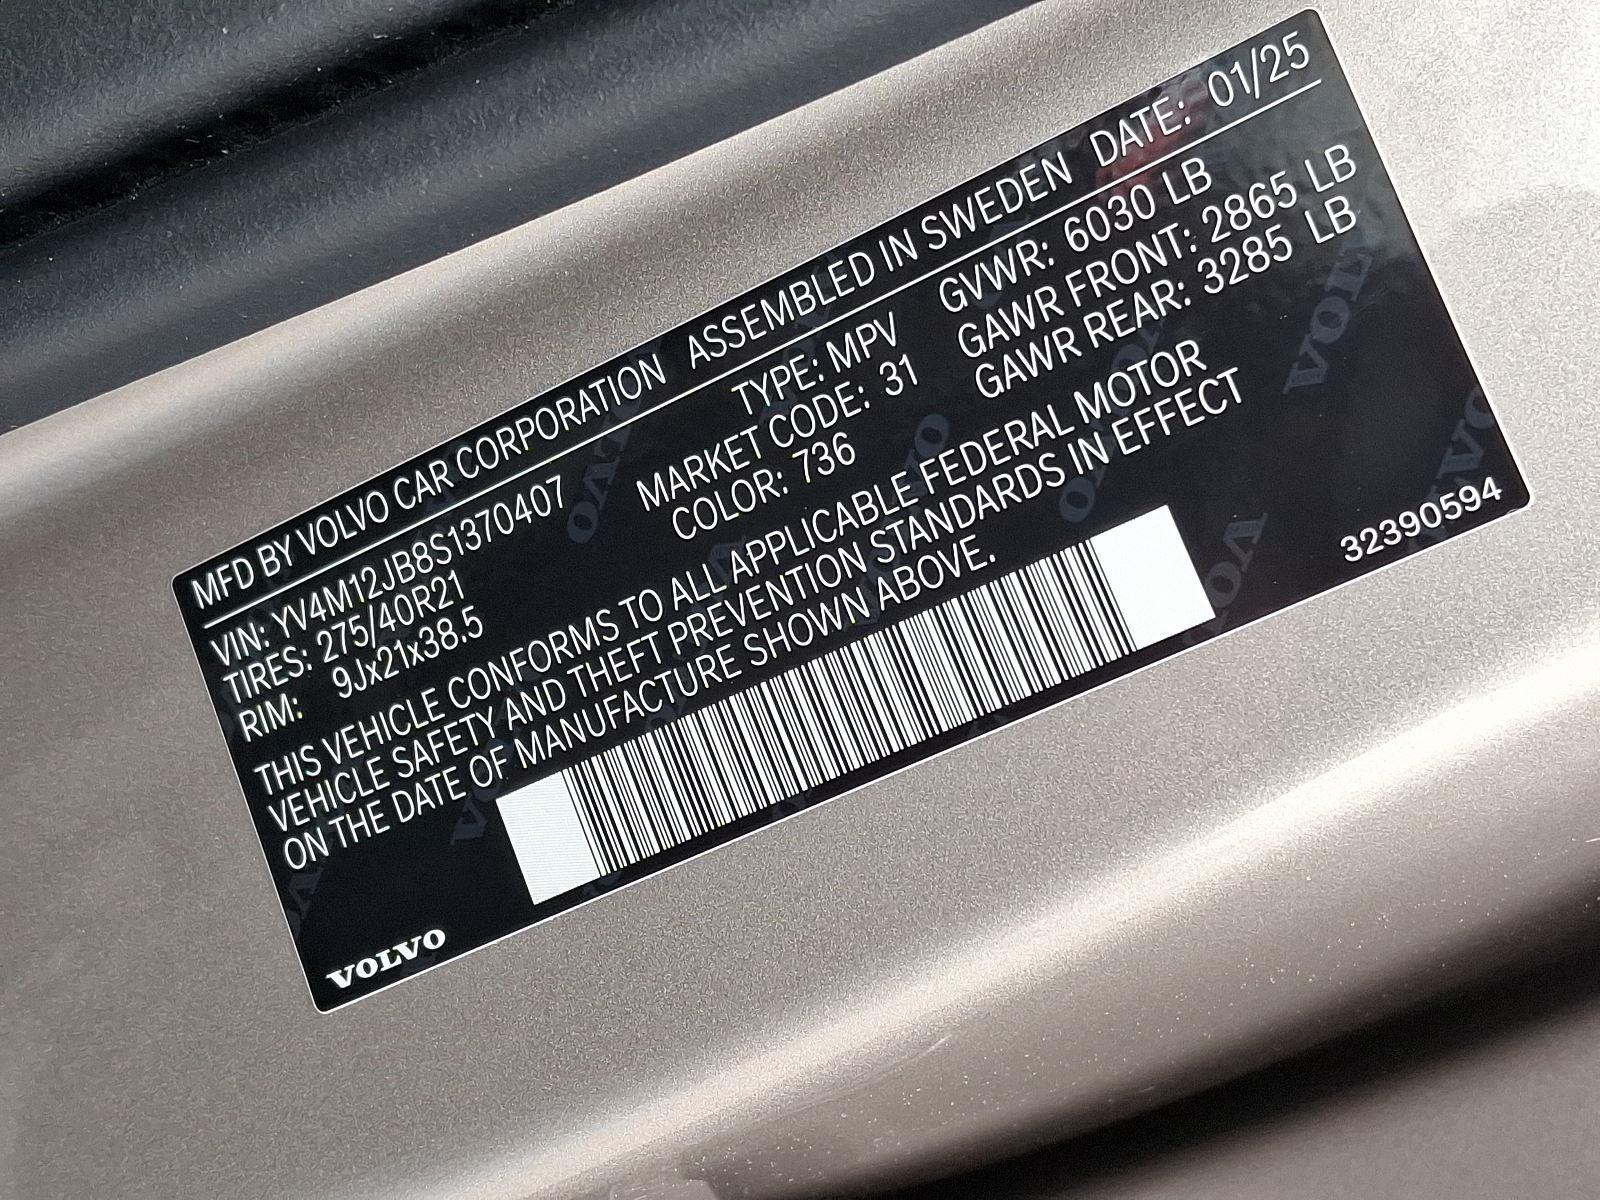 MFD BY VOLVO CAR CORPORATION ASSEMBLED IN SWEDEN DATE: 01/25
VIN: YV4M12JB8S1370407 TYPE: MPV GVWR: 6030 LB
TIRES: 275/40R21 MARKET CODE: 31 GAWR FRONT: 2865 LB
RIM: 9Jx21x38.5 COLOR: 736 GAWR REAR: 3285 LB
THIS VEHICLE CONFORMS TO ALL APPLICABLE FEDERAL MOTOR
VEHICLE SAFETY AND THEFT PREVENTION STANDARDS IN EFFECT
ON THE DATE OF MANUFACTURE SHOWN ABOVE.
32390594
VOLVO